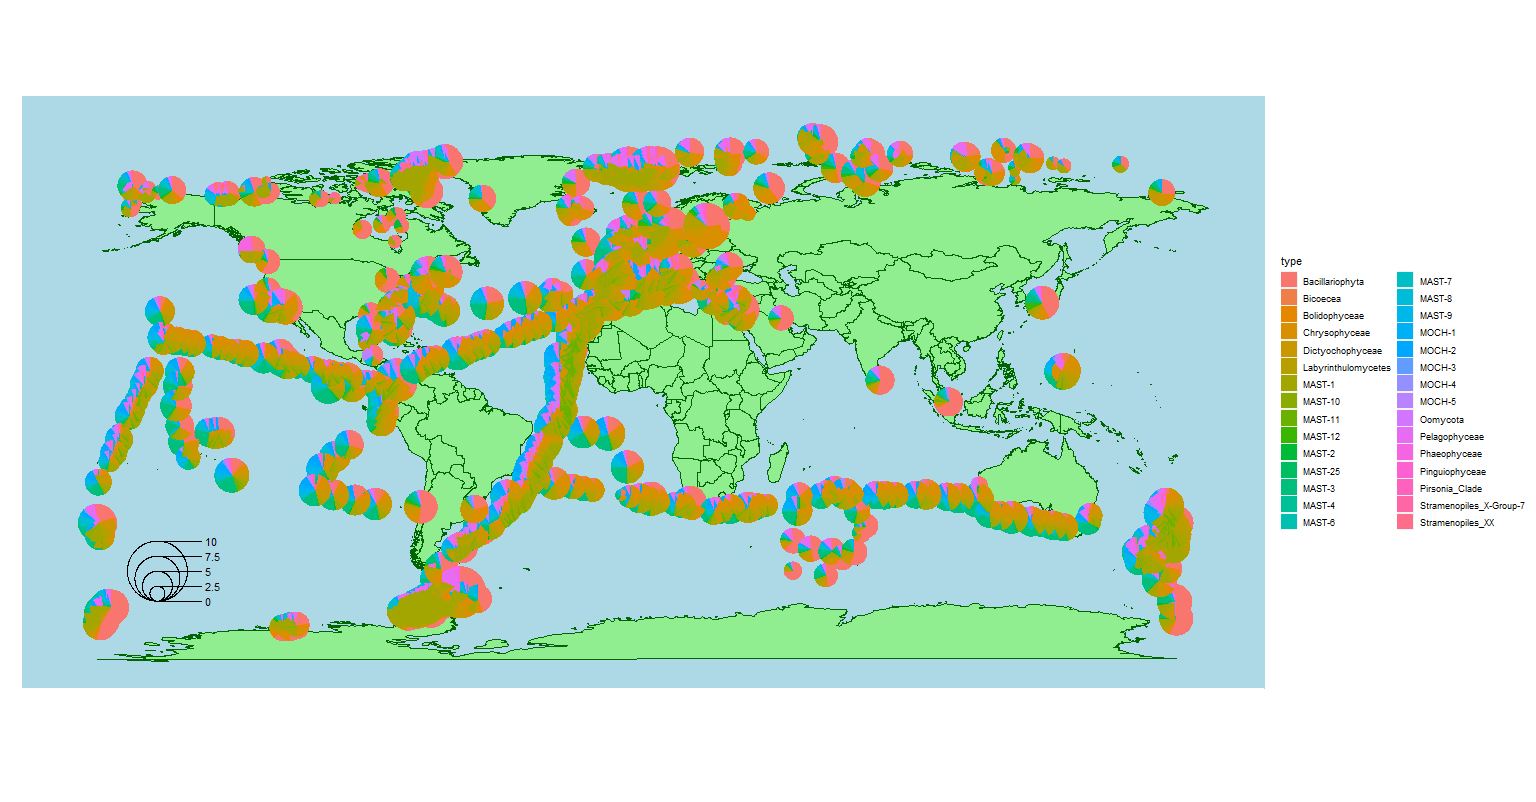 type
Bacillariophyta
Bicoecea
Bolidophyceae
Chrysophyceae
Dictyochophyceae
Labyrinthulomycetes
MAST-1
MAST-10
MAST-11
MAST-12
MAST-2
MAST-25
MAST-3
MAST-4
MAST-6
MAST-7
MAST-8
MAST-9
MOCH-1
MOCH-2
MOCH-3
MOCH-4
MOCH-5
Oomycota
Pelagophyceae
Phaeophyceae
Pinguiophyceae
Pirsonia_Clade
Stramenopiles_X-Group-7
Stramenopiles_XX
10
7.5
5
2.5
0